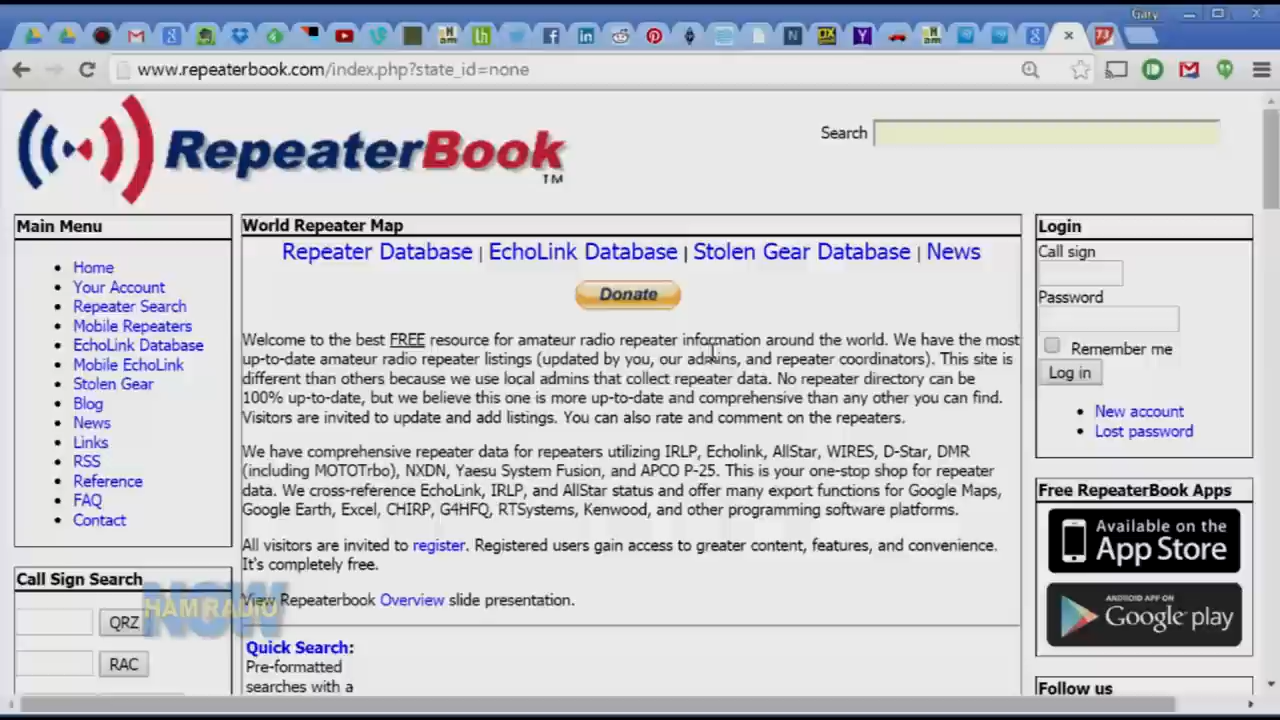 Gary
www.repeaterbook.com/index.php?state_id=none
RepeaterBook
TM
Search
Main Menu
Home
Your Account
Repeater Search
Mobile Repeaters
EchoLink Database
Mobile EchoLink
Stolen Gear
Blog
News
Links
RSS
Reference
FAQ
Contact
Call Sign Search
QRZ
RAC
HAM RADIO
NOW
World Repeater Map
Repeater Database | EchoLink Database | Stolen Gear Database | News
Donate
Welcome to the best FREE resource for amateur radio repeater information around the world. We have the most
up-to-date amateur radio repeater listings (updated by you, our admins, and repeater coordinators). This site is
different than others because we use local admins that collect repeater data. No repeater directory can be
100% up-to-date, but we believe this one is more up-to-date and comprehensive than any other you can find.
Visitors are invited to update and add listings. You can also rate and comment on the repeaters.
We have comprehensive repeater data for repeaters utilizing IRLP, Echolink, AllStar, WIRES, D-Star, DMR
(including MOTOTrbo), NXDN, Yaesu System Fusion, and APCO P-25. This is your one-stop shop for repeater
data. We cross-reference EchoLink, IRLP, and AllStar status and offer many export functions for Google Maps,
Google Earth, Excel, CHIRP, G4HFQ, RTSystems, Kenwood, and other programming software platforms.
All visitors are invited to register. Registered users gain access to greater content, features, and convenience.
It's completely free.
View Repeaterbook Overview slide presentation.
Quick Search:
Pre-formatted
searches with a
Login
Call sign
Password
Remember me
Log in
New account
Lost password
Free RepeaterBook Apps
Available on the
App Store
ANDROID APP ON
Google play
Follow us